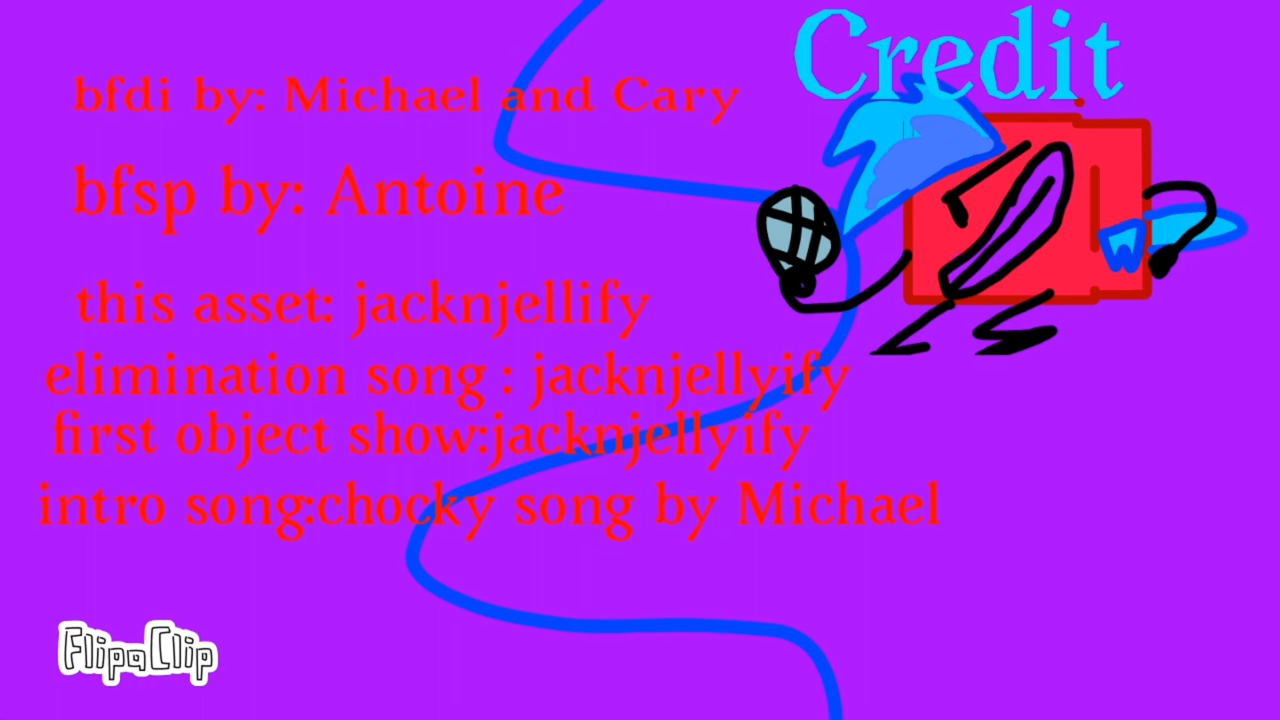 Credit
bfdi by: Michael and Cary
bfsp by: Antoine
this asset: jacknjellify
elimination song : jacknjellyify
first object show:jacknjellyify
intro song:chocky song by Michael
FlipaClip